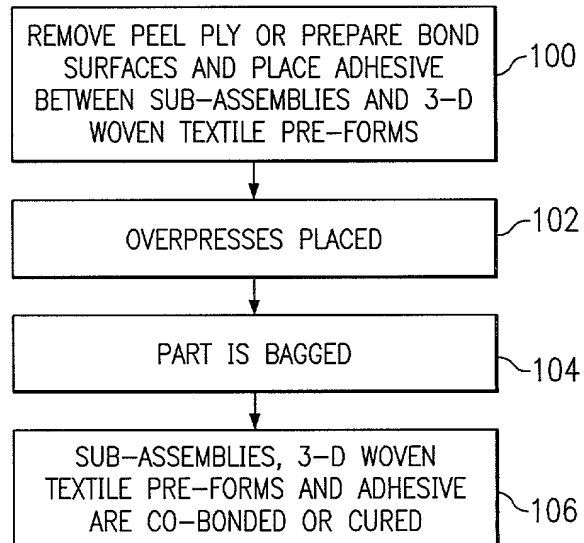 REMOVE PEEL PLY OR PREPARE BOND
SURFACES AND PLACE ADHESIVE
BETWEEN SUB-ASSEMBLIES AND 3-D
WOVEN TEXTILE PRE-FORMS
100
OVERPRESSES PLACED
102
PART IS BAGGED
104
SUB-ASSEMBLIES, 3-D WOVEN
TEXTILE PRE-FORMS AND ADHESIVE
ARE CO-BONDED OR CURED
106